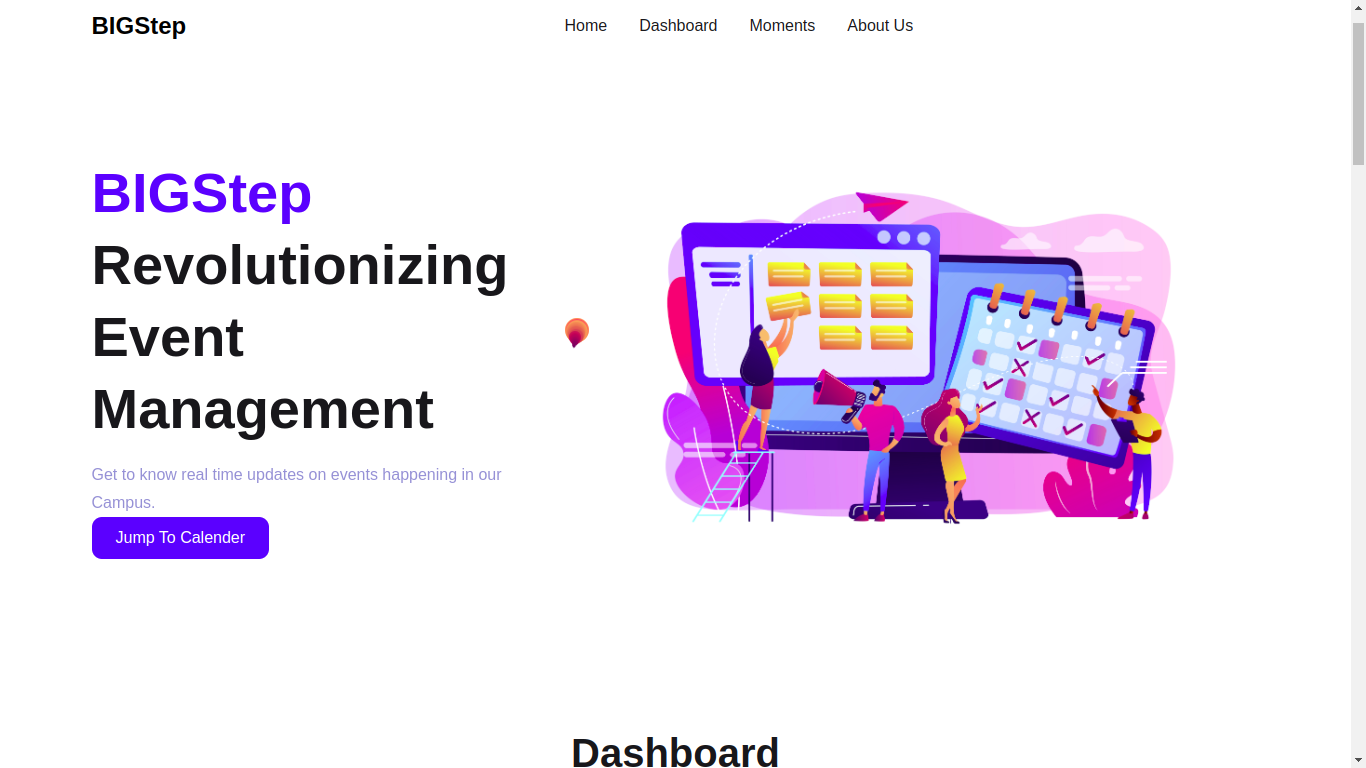 BIGStep
Home
Dashboard
Moments
About Us
BIGStep
Revolutionizing
Event
Management
Get to know real time updates on events happening in our
Campus.
Jump To Calender
Dashboard